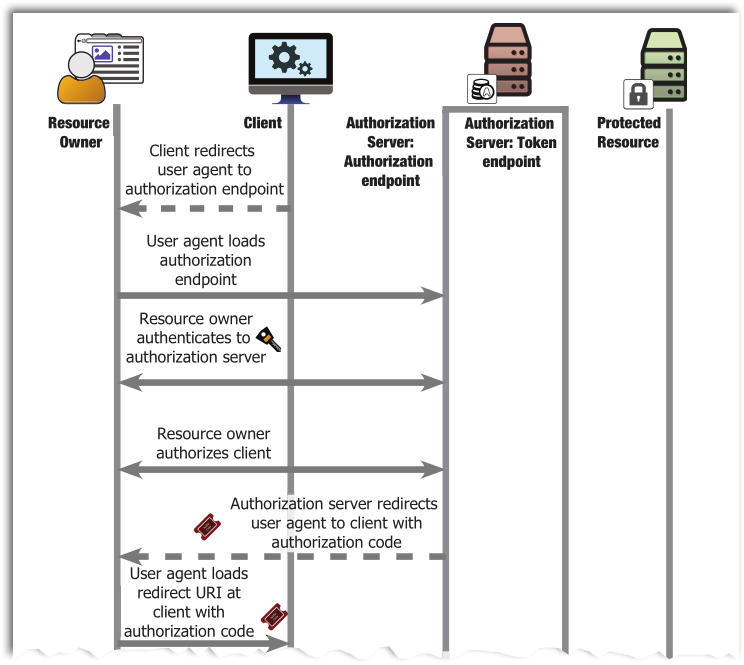 Resource
Owner
Client
Authorization
Server:
Authorization
endpoint
Authorization
Server: Token
endpoint
Protected
Resource
Client redirects
user agent to
authorization endpoint
User agent loads
authorization
endpoint
Resource owner
authenticates to
authorization server
Resource owner
authorizes client
Authorization server redirects
user agent to client with
authorization code
User agent loads
redirect URI at
client with
authorization code